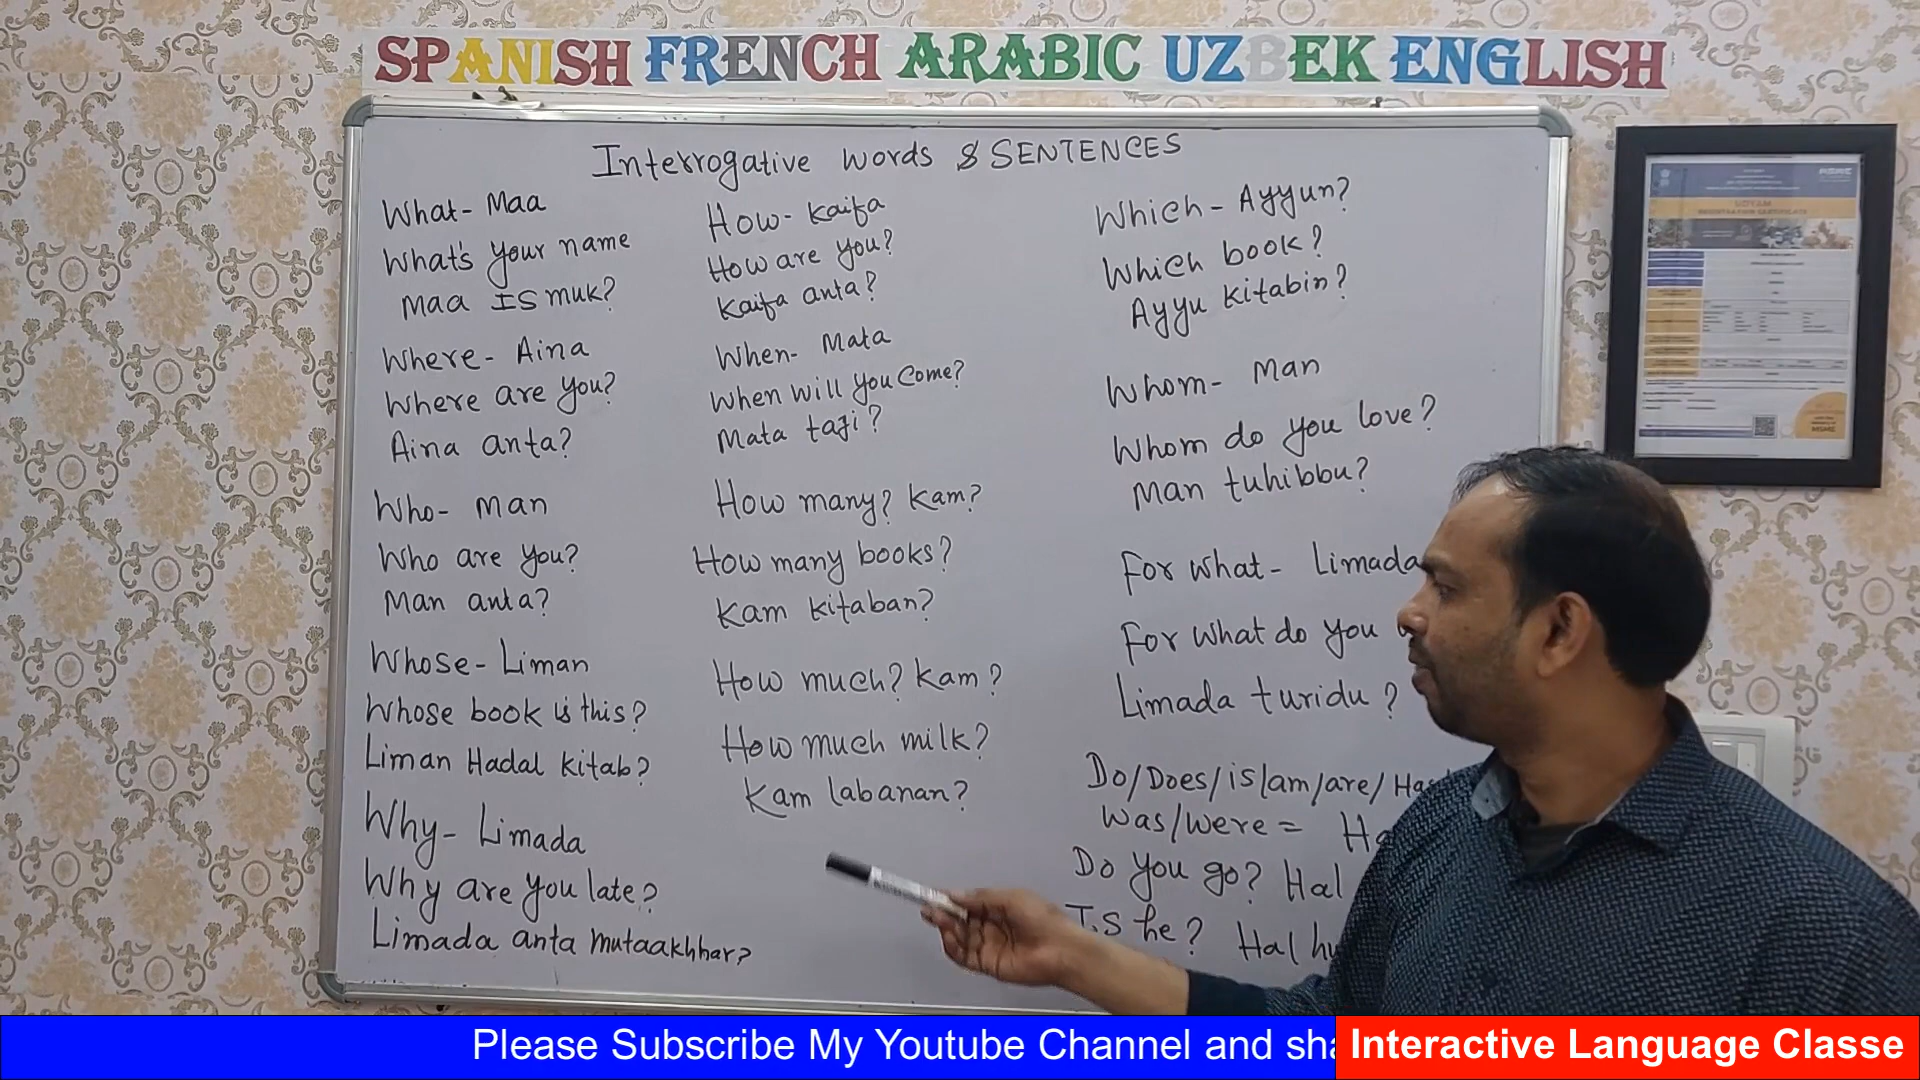 SPANISH FRENCH ARABIC UZBEK ENGLISH
Interrogative words & SENTENCES
What - Maa
What's your name
Maa ISmuk?
Where - Aina
Where are you?
Aina anta?
Who - Man
Who are you?
Man anta?
Whose - Liman
Whose book is this?
Liman Hadal kitab?
Why - Limada
Why are you late?
Limada anta mutaakhhar?
How - Kaifa
How are you?
Kaifa anta?
When - Mata
When will you come?
Mata taji?
How many? Kam?
How many books?
Kam kitaban?
How much? Kam?
How much milk?
Kam labanan?
Which - Ayyun?
Which book?
Ayyu kitabin?
Whom - Man
Whom do you love?
Man tuhibbu?
For what - Limada
For what do you
Limada turidu?
Do/Does/is/am/are/Ha
was/were = Ha
Do you go? Hal
Is he? Hal hu
Please Subscribe My Youtube Channel and sha
Interactive Language Classe